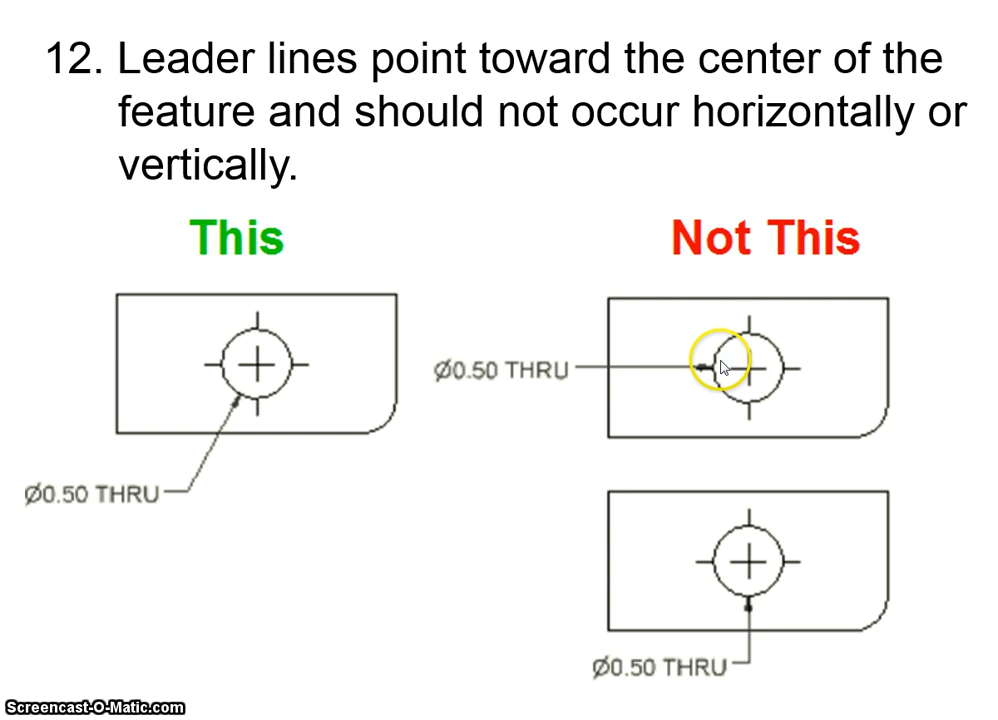 12. Leader lines point toward the center of the
feature and should not occur horizontally or
vertically.
This
Not This
Ø0.50 THRU
Ø0.50 THRU
Ø0.50 THRU
Screencast-O-Matic.com